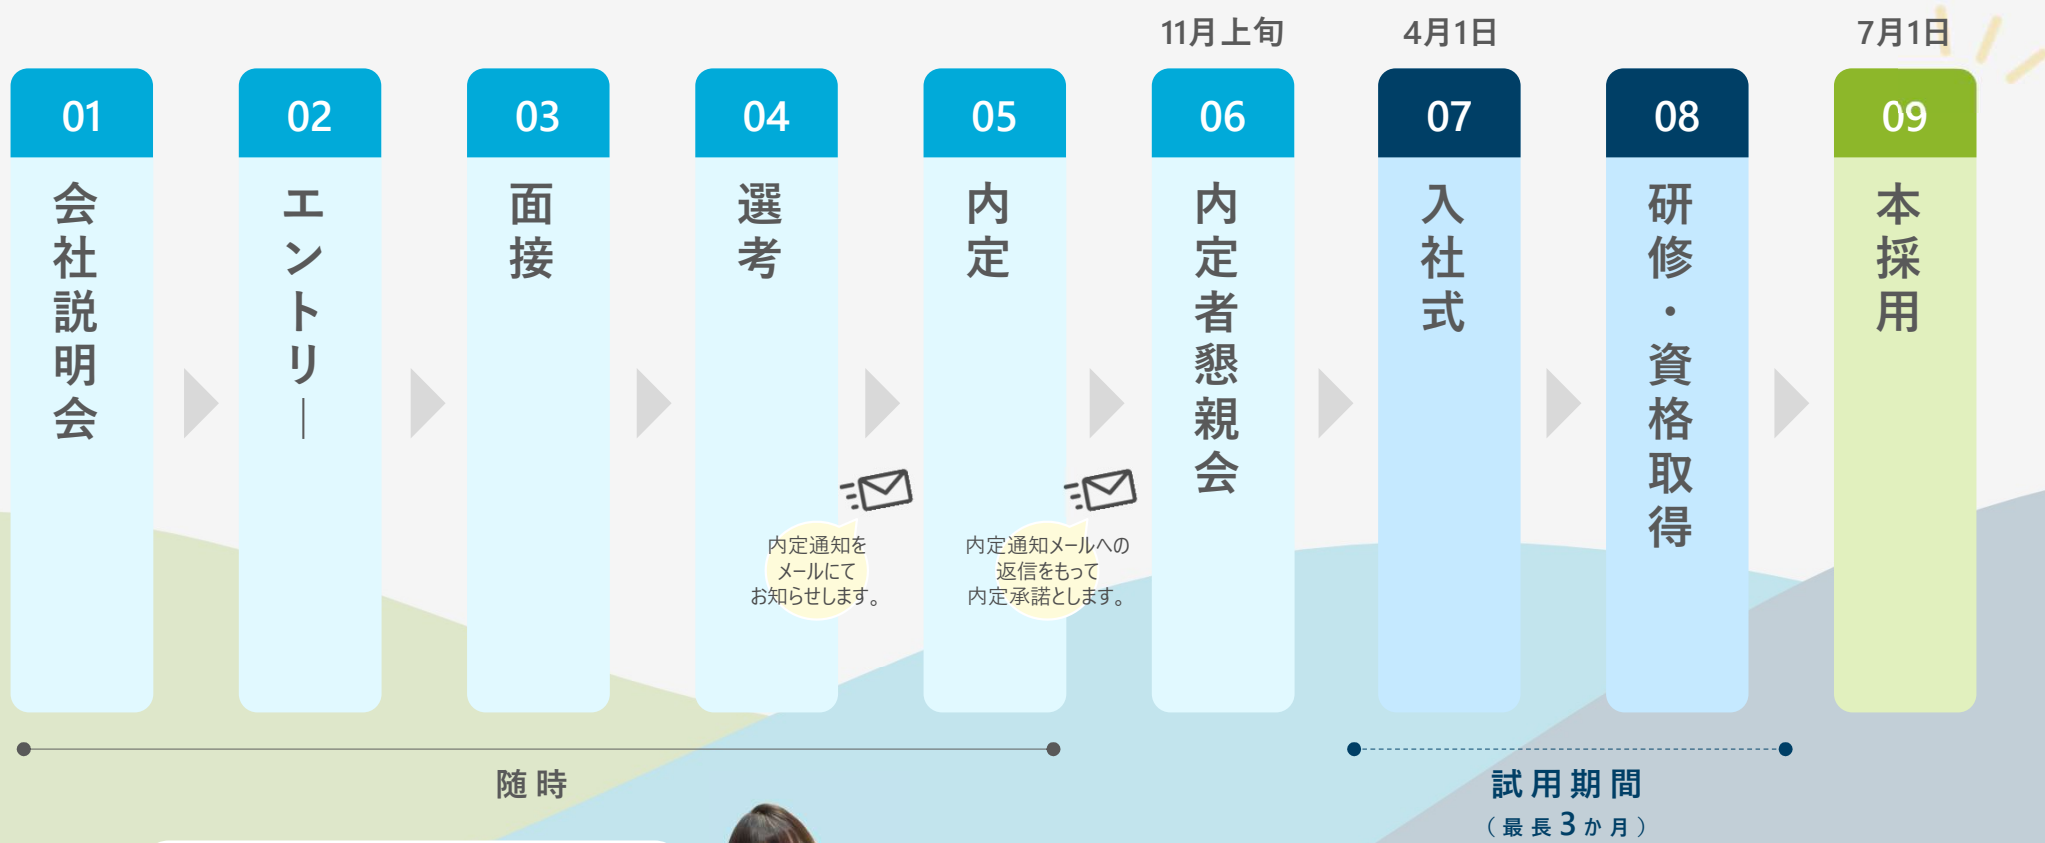 11月上旬
4月1日
7月1日
01
会社説明会
02
エントリー
03
面接
04
選考
05
内定
06
内定者懇親会
07
入社式
08
研修・資格取得
09
本採用
内定通知を
メールにて
お知らせします。
内定通知メールへの
返信をもって
内定承諾とします。
随時
試用期間
（最長3か月）